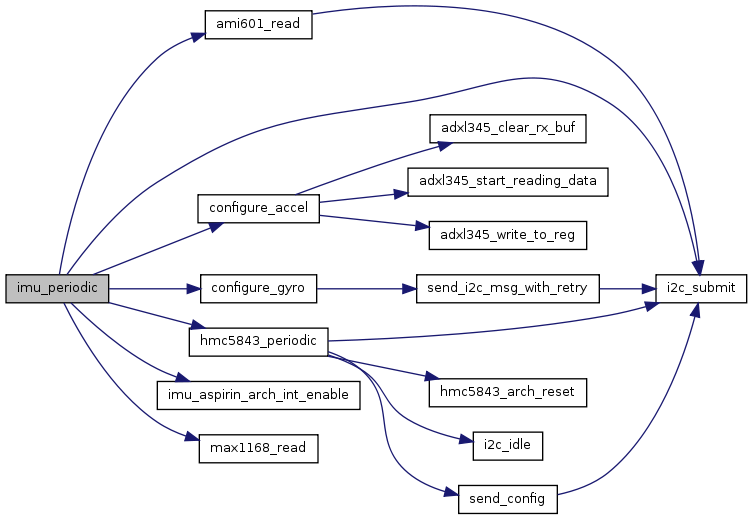 ami601_read
adxl345_clear_rx_buf
adxl345_start_reading_data
configure_accel
adxl345_write_to_reg
imu_periodic
configure_gyro
send_i2c_msg_with_retry
i2c_submit
hmc5843_periodic
hmc5843_arch_reset
imu_aspirin_arch_int_enable
max1168_read
i2c_idle
send_config